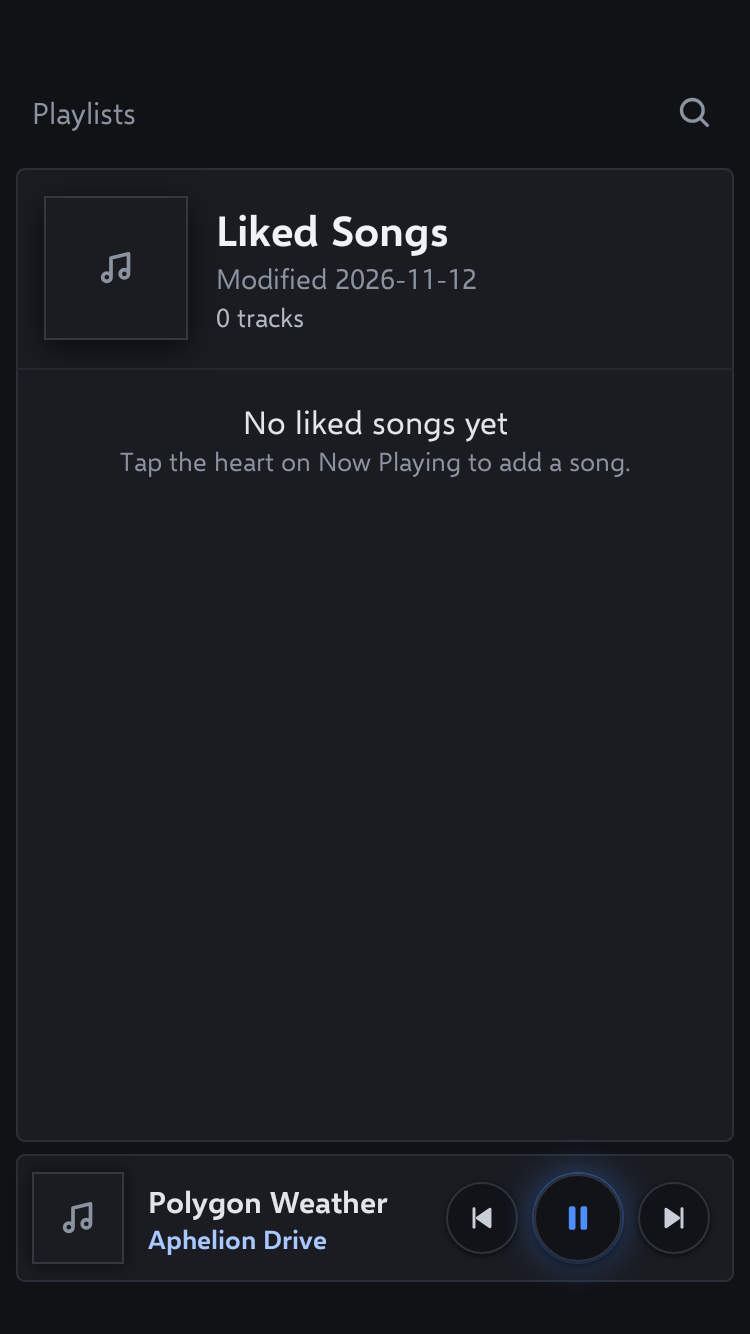 Playlists
Liked Songs
Modified 2026-11-12
0 tracks
No liked songs yet
Tap the heart on Now Playing to add a song.
Polygon Weather
Aphelion Drive